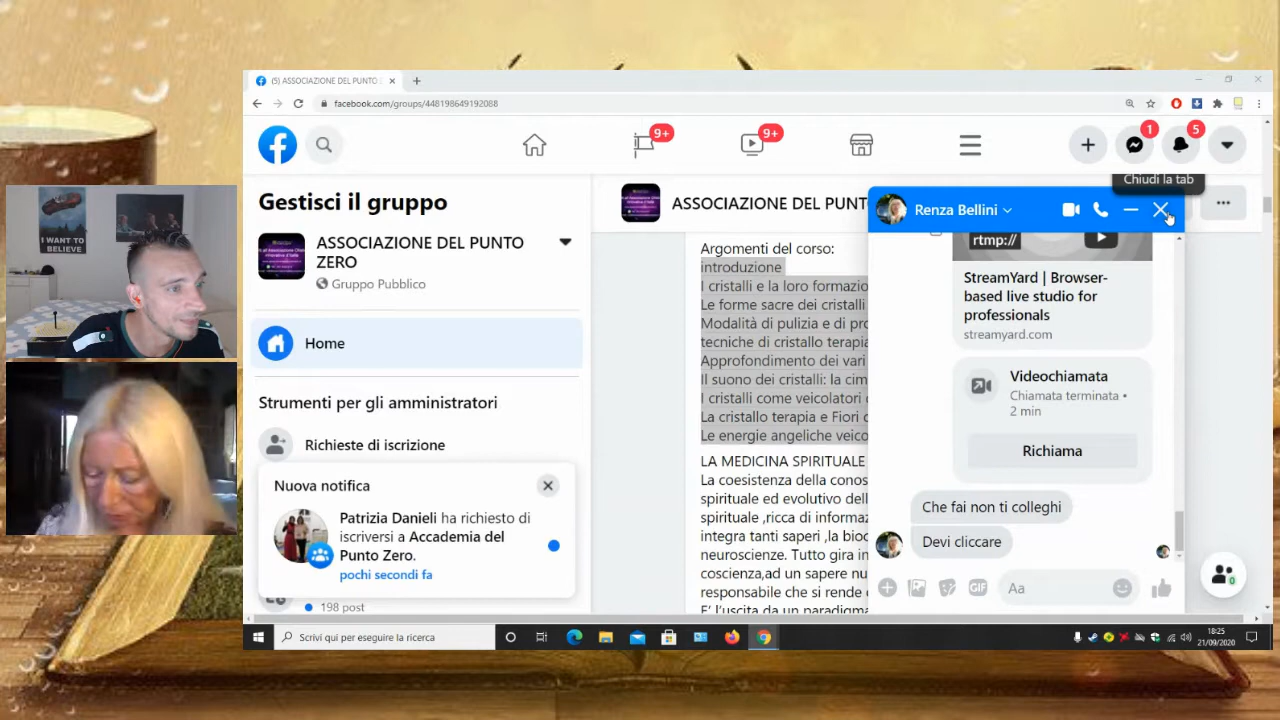 I WANT TO
BELIEVE
(5) ASSOCIAZIONE DEL PUNTO
facebook.com/groups/448198649192088
9+
9+
1
5
Chiudi la tab
Gestisci il gruppo
ASSOCIAZIONE DEL PUNTO
ZERO
Gruppo Pubblico
Home
Strumenti per gli amministratori
Richieste di iscrizione
Nuova notifica
Patrizia Danieli ha richiesto di
iscriversi a Accademia del
Punto Zero.
pochi secondi fa
198 post
ASSOCIAZIONE DEL PUNT
Argomenti del corso:
introduzione
I cristalli e la loro formazio
Le forme sacre dei cristalli
Modalità di pulizia e di pro
tecniche di cristallo terapia
Approfondimento dei vari
Il suono dei cristalli: la cim
I cristalli come veicolatori
La cristallo terapia e Fiori
Le energie angeliche veico
LA MEDICINA SPIRITUALE
La coesistenza della conos
spirituale ed evolutivo dell
spirituale ,ricca di informaz
integra tanti saperi ,la bioc
neuroscienze. Tutto gira in
coscienza,ad un sapere nu
responsabile che si rende
E' l'uscita da un paradigma
Renza Bellini
rtmp://
StreamYard | Browser-
based live studio for
professionals
streamyard.com
Videochiamata
Chiamata terminata •
2 min
Richiama
Che fai non ti colleghi
Devi cliccare
GIF
Aa
0
Scrivi qui per eseguire la ricerca
18:25
21/09/2020